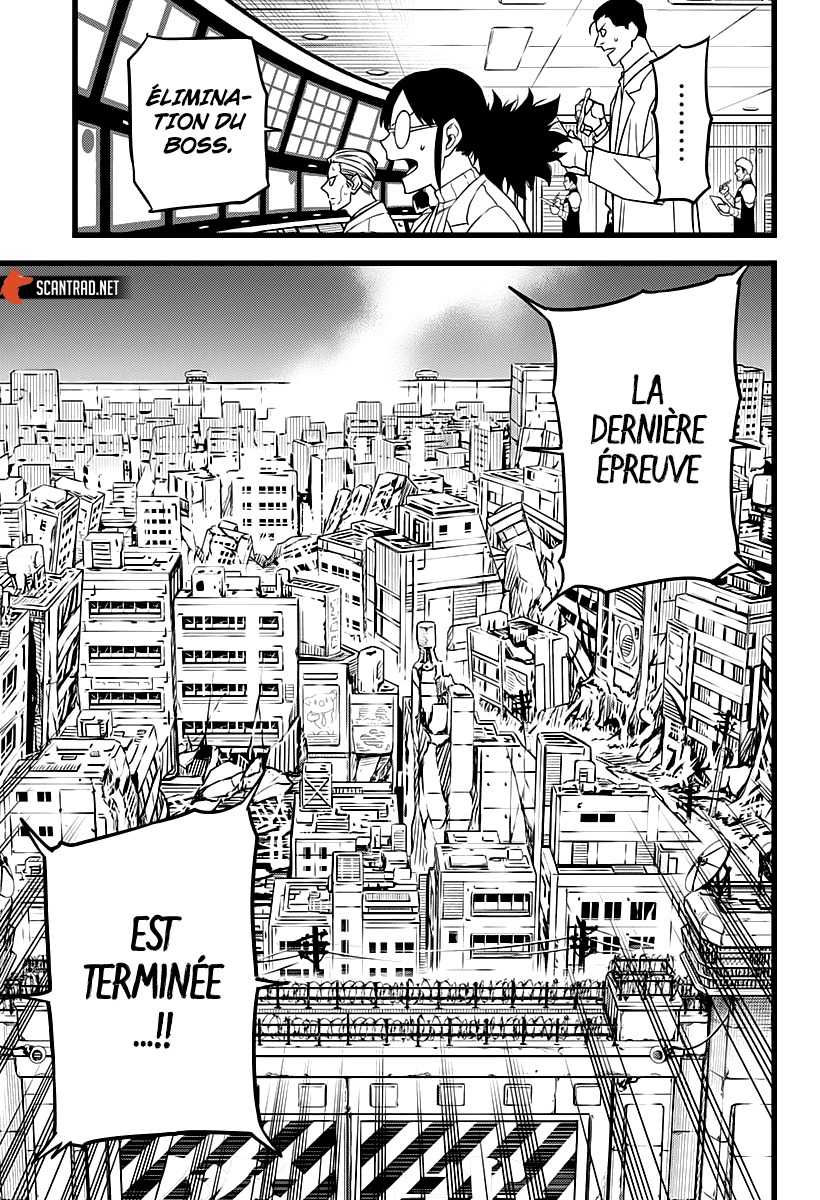 ÉLIMINA-
TION DU
BOSS.
........
SCANTRAD.NET
LA
DERNIÈRE
ÉPREUVE
EST
TERMINÉE
...!!